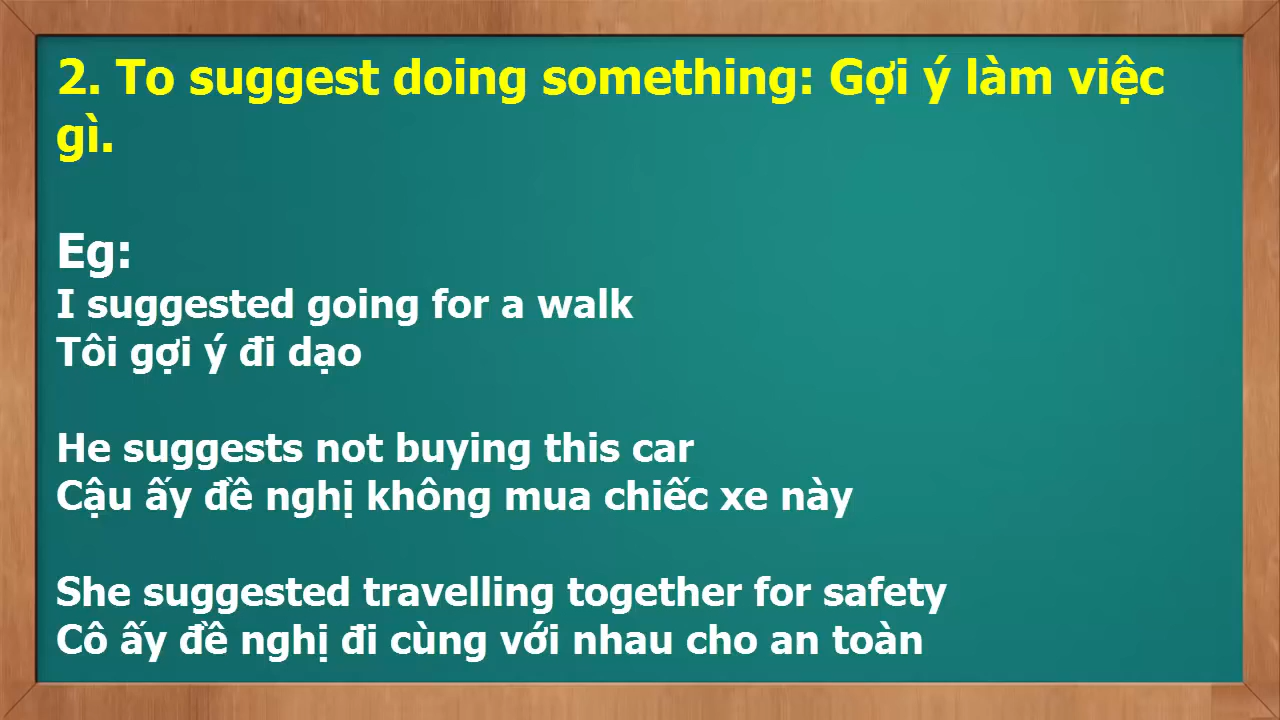 2. To suggest doing something: Gợi ý làm việc
gì.
Eg:
I suggested going for a walk
Tôi gợi ý đi dạo
He suggests not buying this car
Cậu ấy đề nghị không mua chiếc xe này
She suggested travelling together for safety
Cô ấy đề nghị đi cùng với nhau cho an toàn